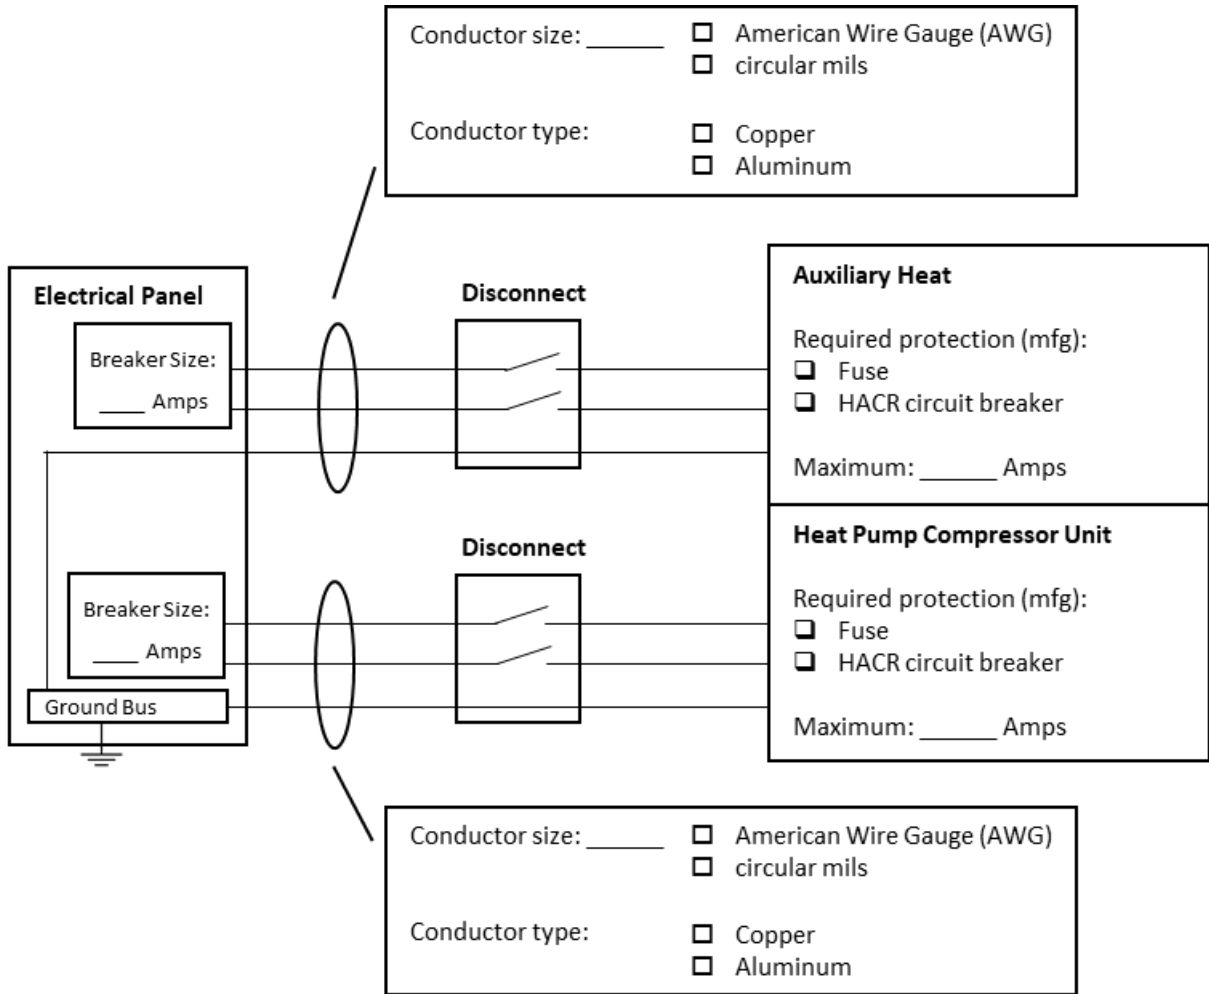 Conductor size: ______ ☐ American Wire Gauge (AWG)
☐ circular mils
Conductor type: ☐ Copper
☐ Aluminum
Electrical Panel
Breaker Size:
____ Amps
Disconnect
Auxiliary Heat
Required protection (mfg):
❑ Fuse
❑ HACR circuit breaker
Maximum: ______ Amps
Disconnect
Heat Pump Compressor Unit
Breaker Size:
____ Amps
Required protection (mfg):
❑ Fuse
❑ HACR circuit breaker
Ground Bus
Maximum: ______ Amps
Conductor size: ______ ☐ American Wire Gauge (AWG)
☐ circular mils
Conductor type: ☐ Copper
☐ Aluminum